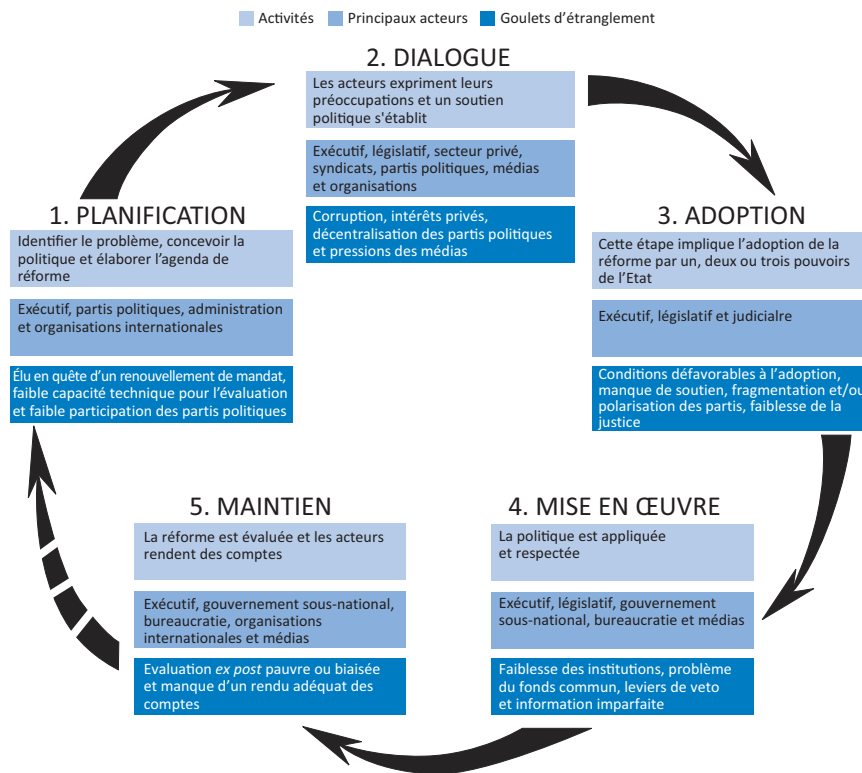 Activités Principaux acteurs Goulets d'étranglement
2. DIALOGUE
Les acteurs expriment leurs
préoccupations et un soutien
politique s'établit
Exécutif, législatif, secteur privé,
syndicats, partis politiques, médias
et organisations
Corruption, intérêts privés,
décentralisation des partis politiques
et pressions des médias
1. PLANIFICATION
Identifier le problème, concevoir la
politique et élaborer l'agenda de
réforme
Exécutif, partis politiques, administration
et organisations internationales
Élu en quête d'un renouvellement de mandat,
faible capacité technique pour l'évaluation
et faible participation des partis politiques
3. ADOPTION
Cette étape implique l'adoption de la
réforme par un, deux ou trois pouvoirs
de l'Etat
Exécutif, législatif et judicialre
Conditions défavorables à l'adoption,
manque de soutien, fragmentation et/ou
polarisation des partis, faiblesse de la
justice
5. MAINTIEN
La réforme est évaluée et les acteurs
rendent des comptes
Exécutif, gouvernement sous-national,
bureaucratie, organisations
internationales et médias
Evaluation ex post pauvre ou biaisée
et manque d'un rendu adéquat des
comptes
4. MISE EN ŒUVRE
La politique est appliquée
et respectée
Exécutif, législatif, gouvernement
sous-national, bureaucratie et médias
Faiblesse des institutions, problème
du fonds commun, leviers de veto
et information imparfaite